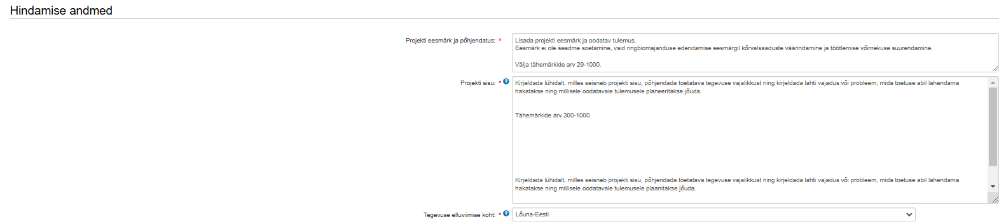 Hindamise andmed
Projekti eesmärk ja põhjendatus: *
Lisada projekti eesmärk ja oodatav tulemus.
Eesmärk ei ole seadme soetamine, vaid ringbiomajanduse edendamise eesmärgil kõrvalsaaduste väärindamine ja töötlemise võimekuse suurendamine.
Välja tähemärkide arv 29-1000.
Projekti sisu: * ?
Kirjeldada lühidalt, milles seisneb projekti sisu, põhjendada toetatava tegevuse vajalikkust ning kirjeldada lahti vajadus või probleem, mida toetuse abil lahendama
hakatakse ning millisele oodatavale tulemusele planeeritakse jõuda.
Tähemärkide arv 300-1000
Kirjeldada lühidalt, milles seisneb projekti sisu, põhjendada toetatava tegevuse vajalikkust ning kirjeldada lahti vajadus või probleem, mida toetuse abil lahendama
hakatakse ning millisele oodatavale tulemusele plaanitakse jõuda.
Tegevuse elluviimise koht: * ?
Lõuna-Eesti